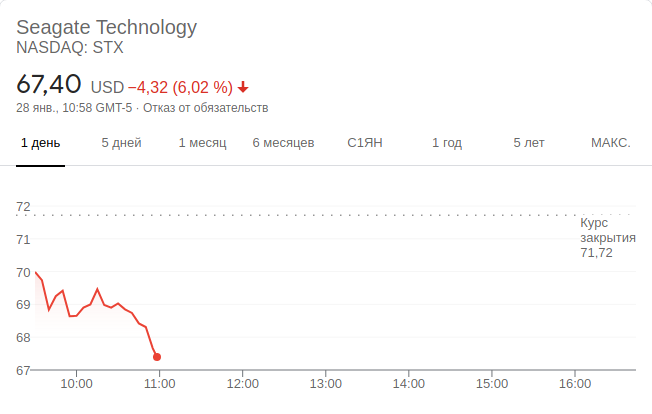 Seagate Technology
NASDAQ: STX
67,40 USD −4,32 (6,02 %)
28 янв., 10:58 GMT-5 · Отказ от обязательств
1 день 5 дней 1 месяц 6 месяцев С1ЯН 1 год 5 лет МАКС.
72
Курс
закрытия
71,72
71
70
69
68
67
10:00 11:00 12:00 13:00 14:00 15:00 16:00